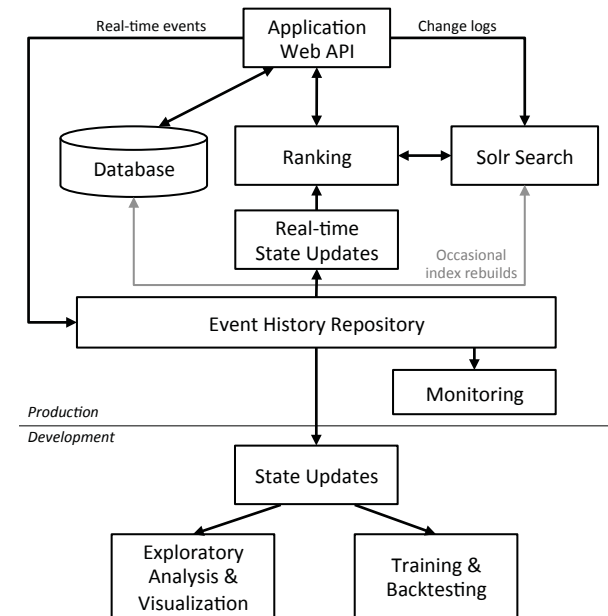 Real-time events
Application
Web API
Change logs
Database
Ranking
Solr Search
Real-time
State Updates
Occasional
index rebuilds
Event History Repository
Monitoring
Production
Development
State Updates
Exploratory
Analysis &
Visualization
Training &
Backtesting